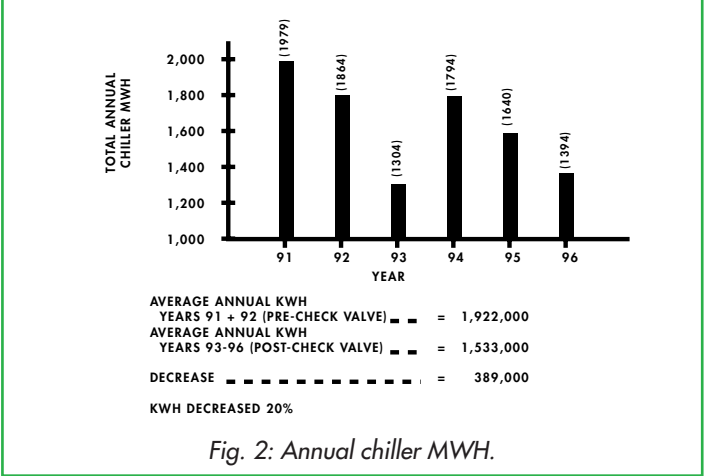 TOTAL ANNUAL
CHILLER MWH
2,000
1,800
1,600
1,400
1,200
1,000
(1979)
(1864)
(1304)
(1794)
(1640)
(1394)
91 92 93 94 95 96
YEAR
AVERAGE ANNUAL KWH
YEARS 91 + 92 (PRE-CHECK VALVE) = 1,922,000
AVERAGE ANNUAL KWH
YEARS 93-96 (POST-CHECK VALVE) = 1,533,000
DECREASE = 389,000
KWH DECREASED 20%
Fig. 2: Annual chiller MWH.